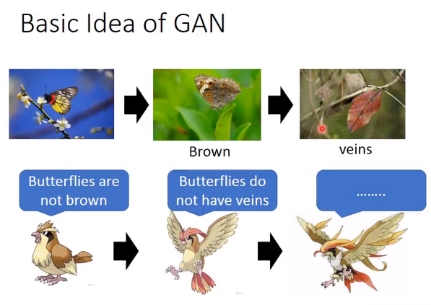 Basic Idea of GAN
Brown
veins
Butterflies are
not brown
Butterflies do
not have veins
........